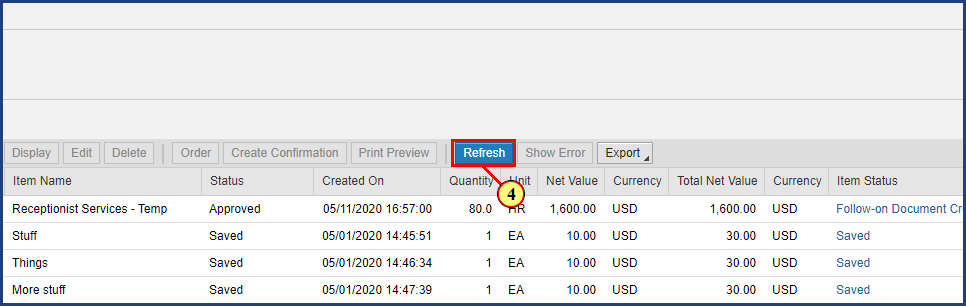 Display Edit Delete Order Create Confirmation Print Preview Refresh Show Error Export
4
Item Name Status Created On Quantity Unit Net Value Currency Total Net Value Currency Item Status
Receptionist Services - Temp Approved 05/11/2020 16:57:00 80.0 HR 1,600.00 USD 1,600.00 USD Follow-on Document Cr
Stuff Saved 05/01/2020 14:45:51 1 EA 10.00 USD 30.00 USD Saved
Things Saved 05/01/2020 14:46:34 1 EA 10.00 USD 30.00 USD Saved
More stuff Saved 05/01/2020 14:47:39 1 EA 10.00 USD 30.00 USD Saved